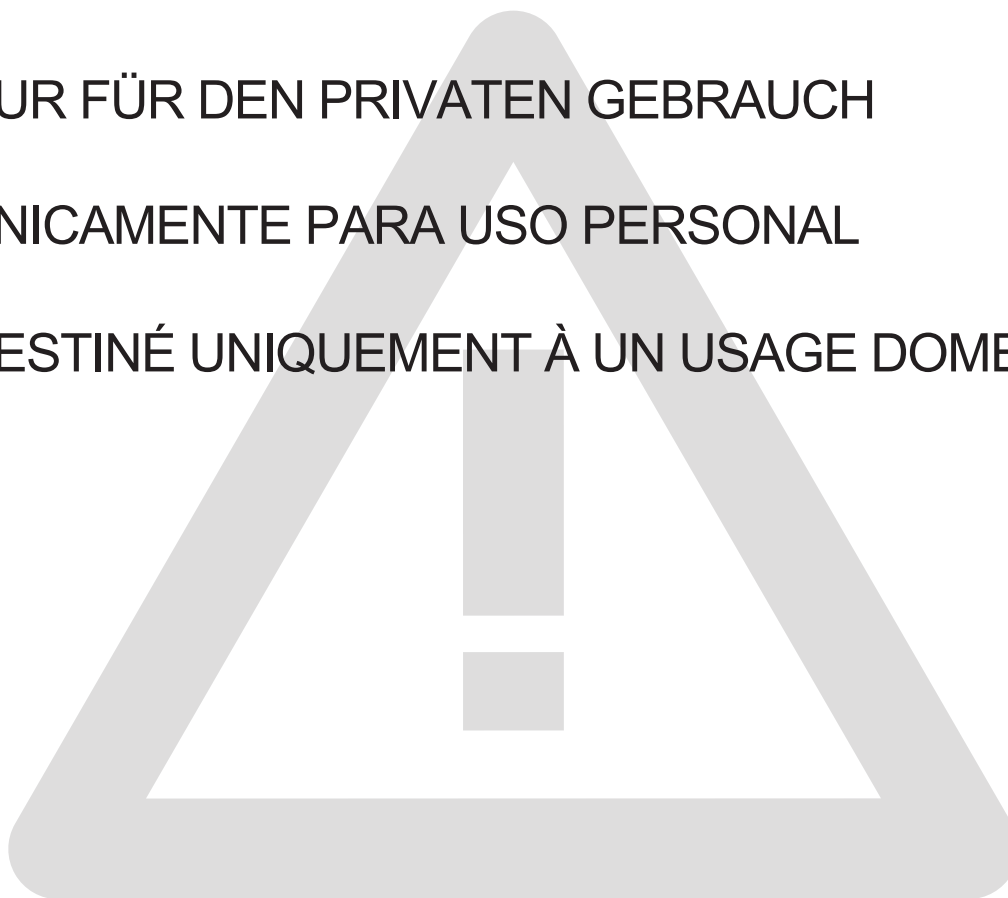 UR FÜR DEN PRIVATEN GEBRAUCH
NICAMENTE PARA USO PERSONAL
ESTINÉ UNIQUEMENT À UN USAGE DOME